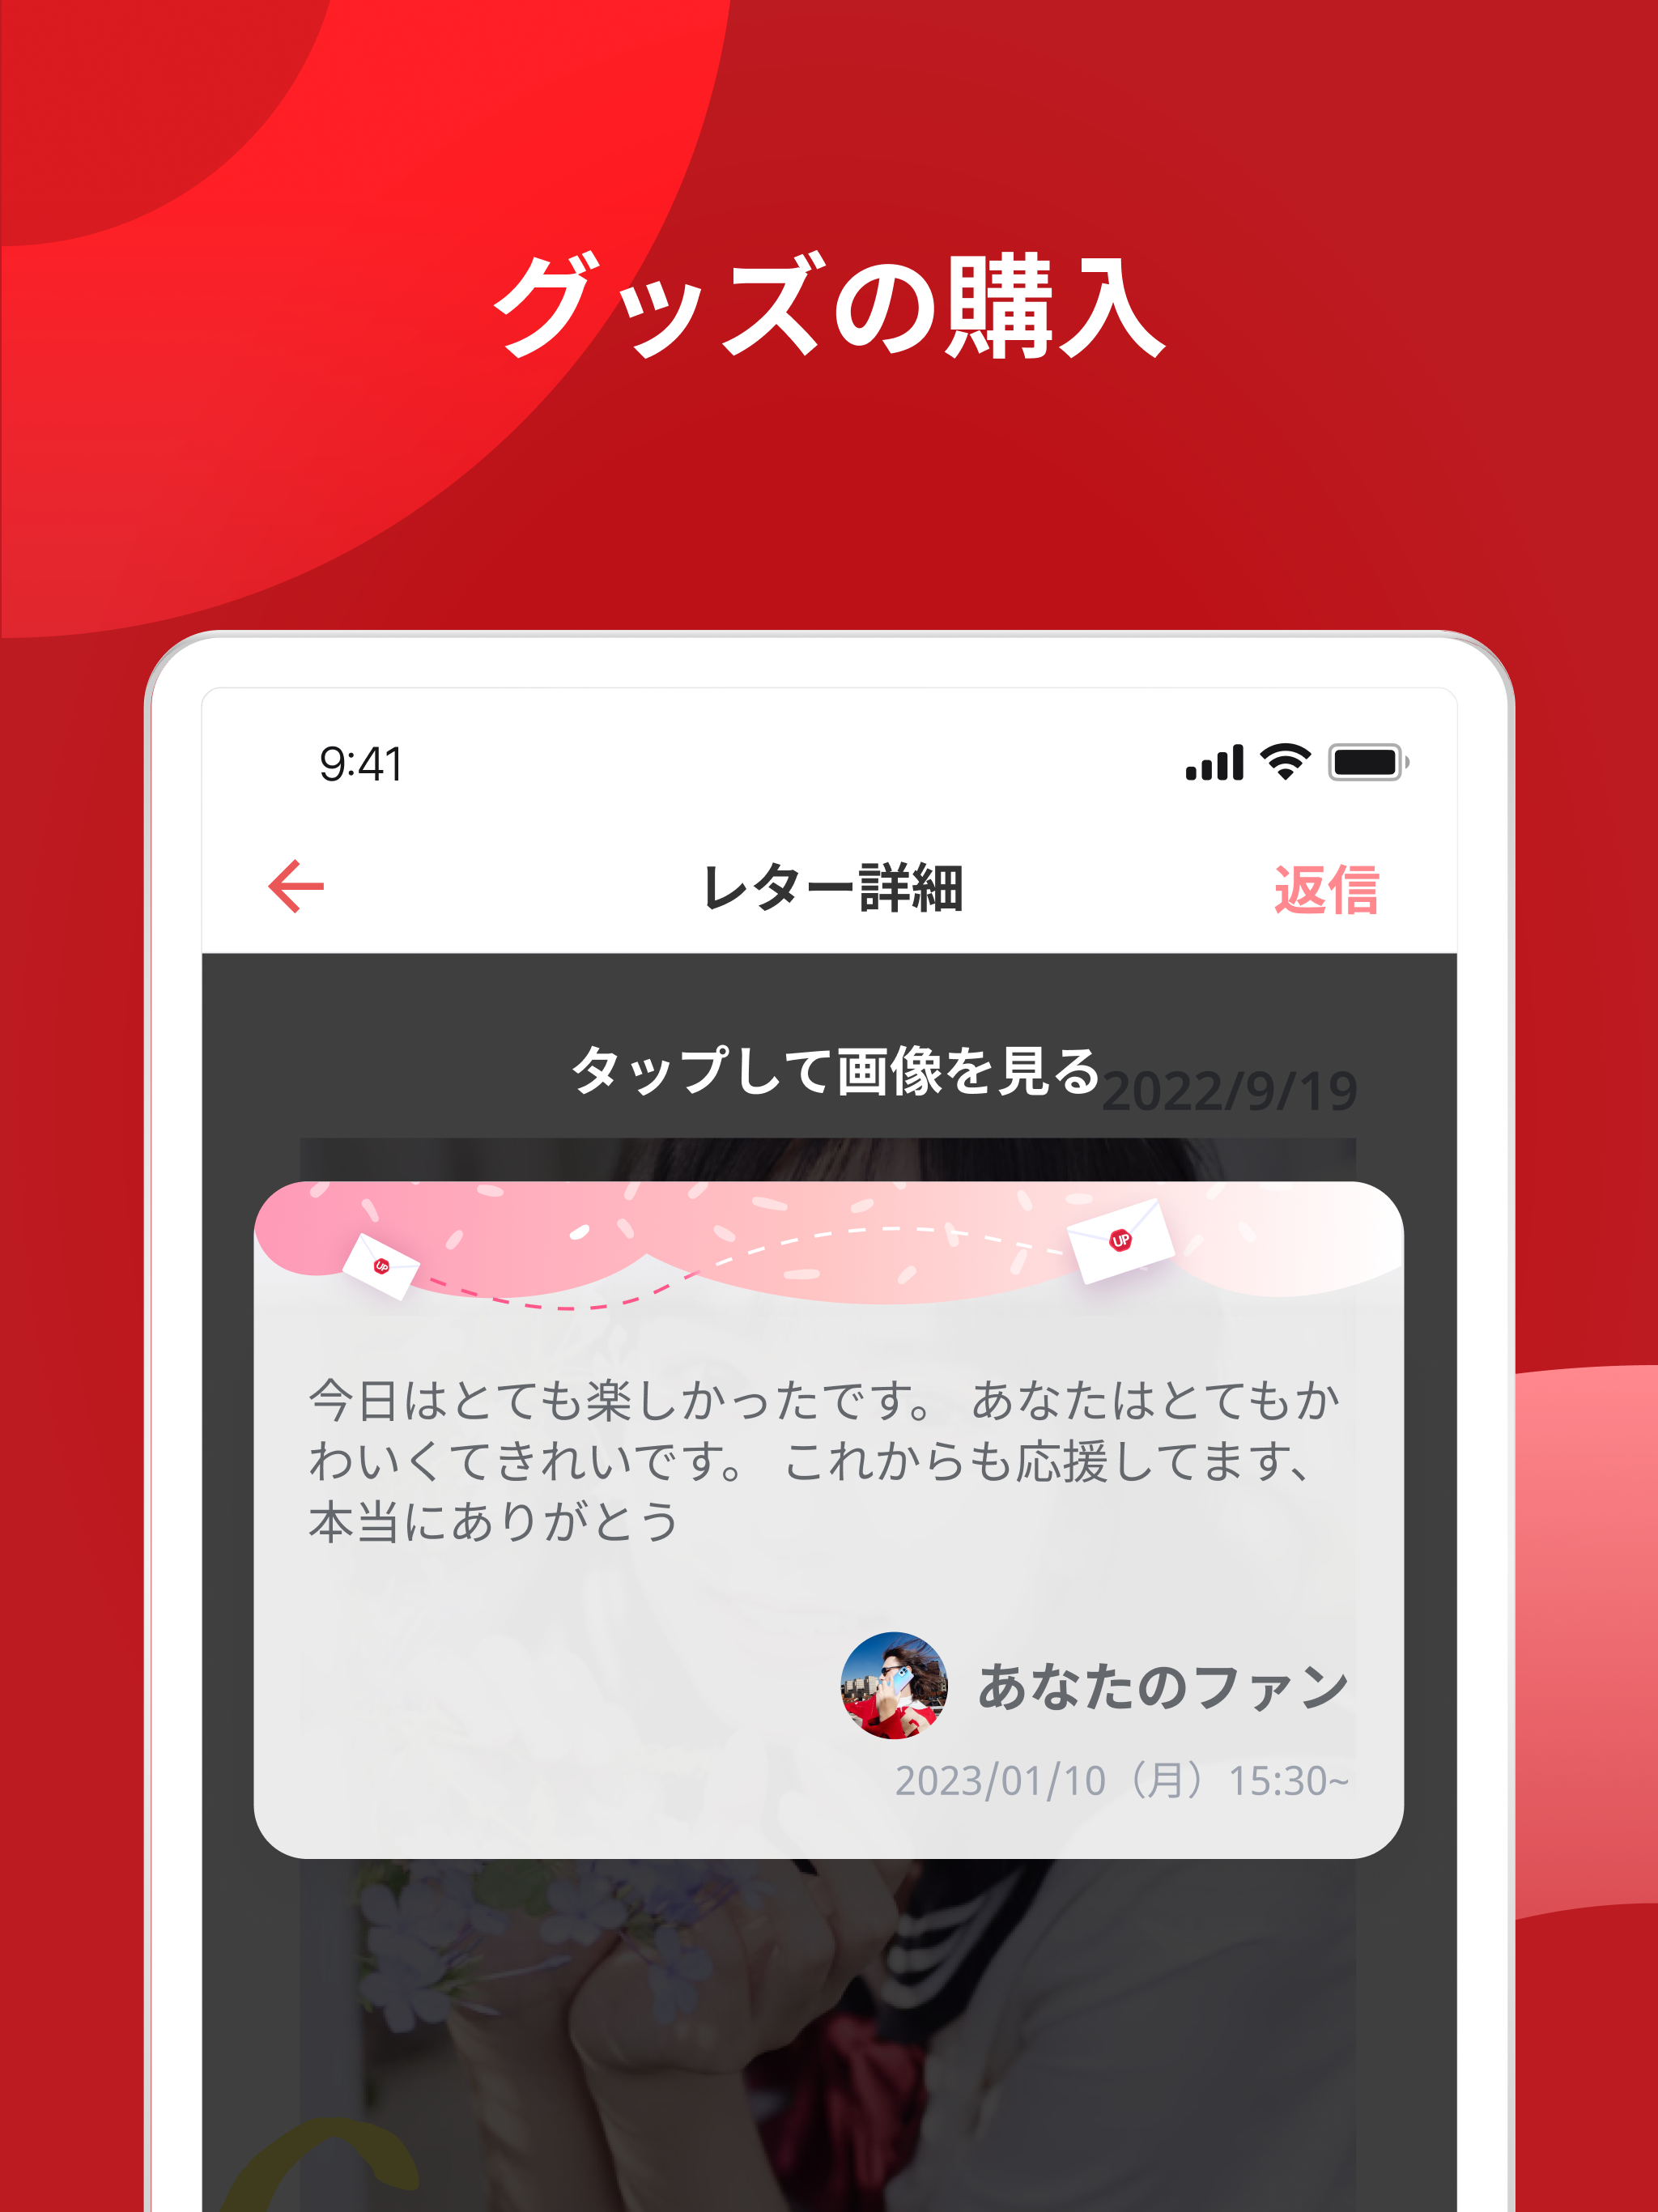 グッズの購入
9:41
レター詳細
返信
タップして画像を見る
2022/9/19
UP
UP
今日はとても楽しかったです。 あなたはとてもか
わいくてきれいです。 これからも応援してます、
本当にありがとう
あなたのファン
2023/01/10（月）15:30~